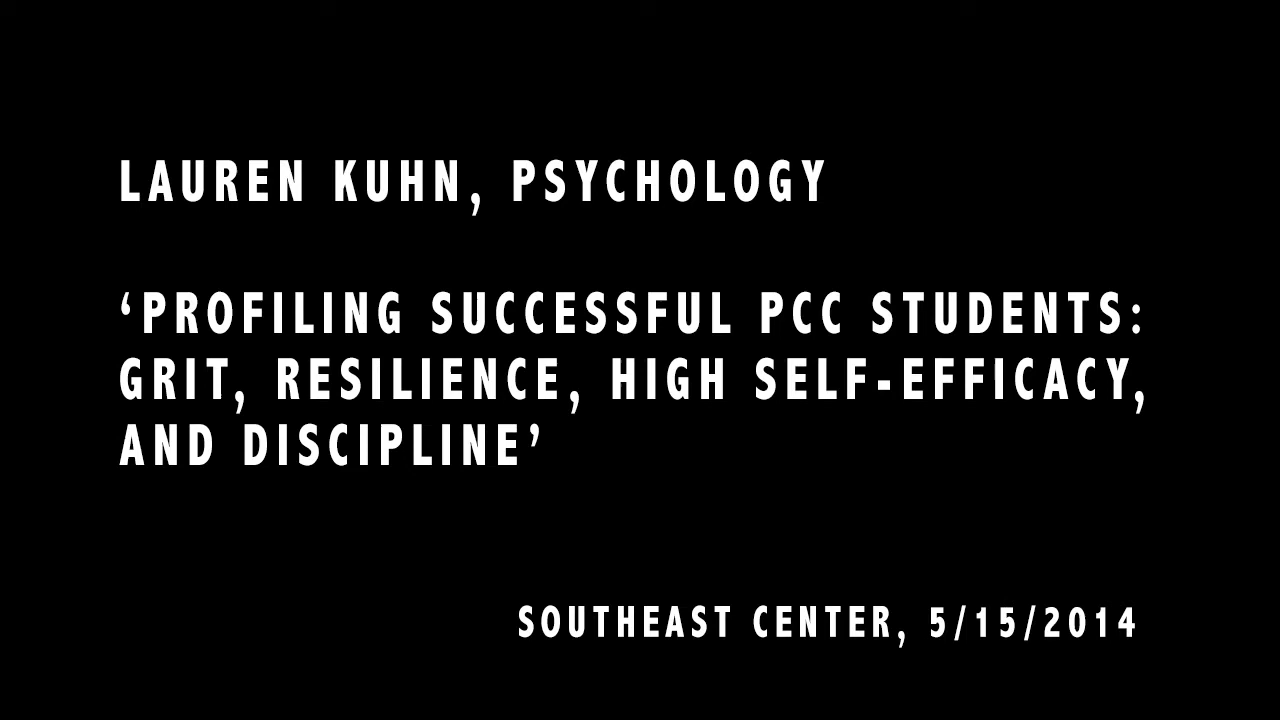 LAUREN KUHN, PSYCHOLOGY
‘PROFILING SUCCESSFUL PCC STUDENTS:
GRIT, RESILIENCE, HIGH SELF-EFFICACY,
AND DISCIPLINE’
SOUTHEAST CENTER, 5/15/2014